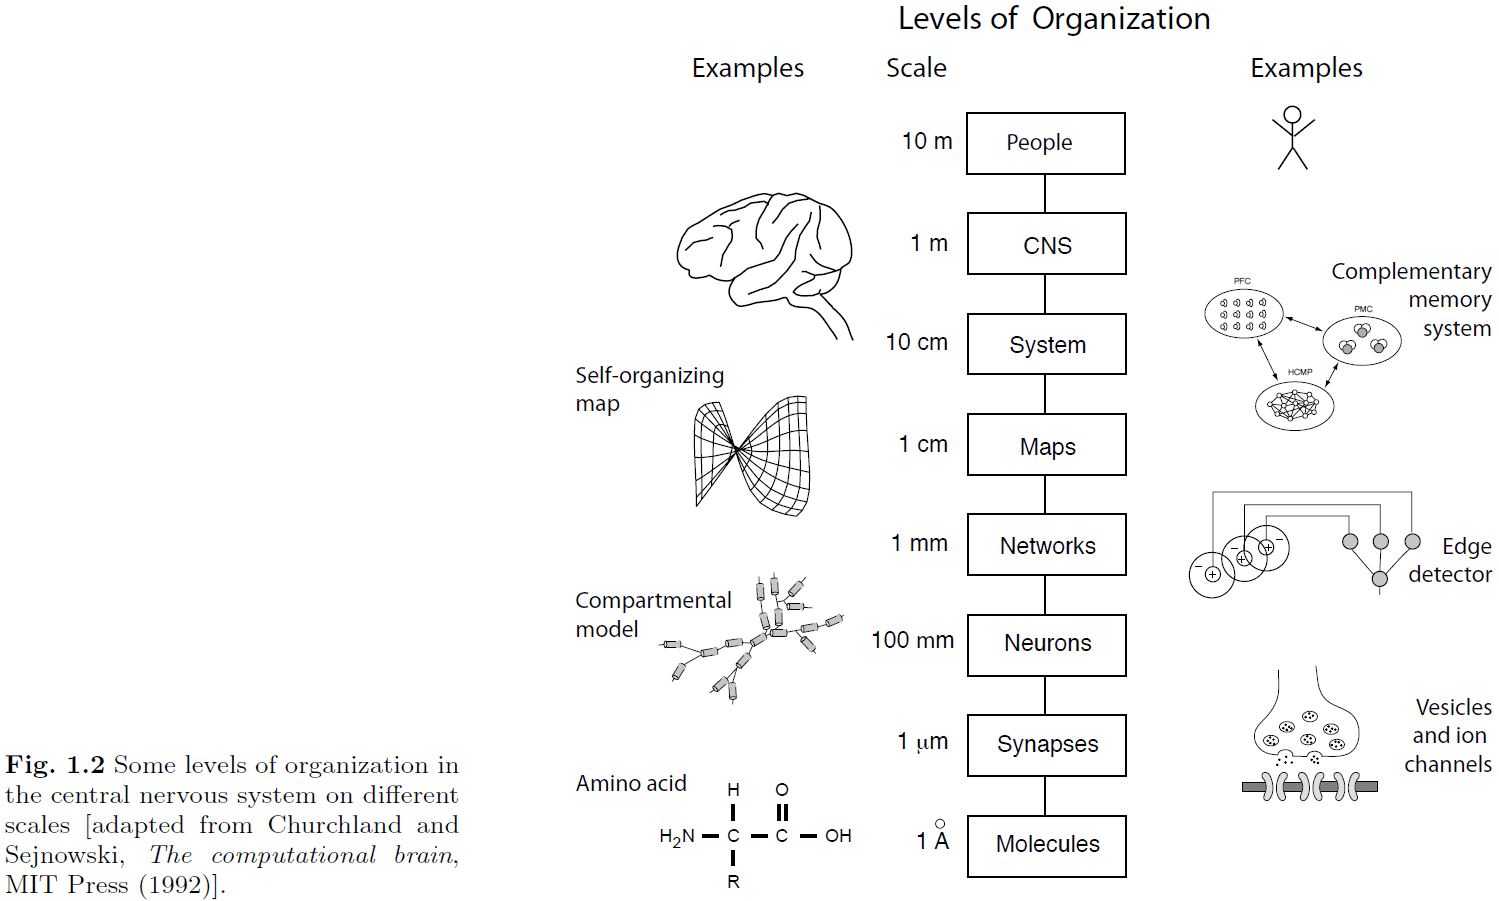 Levels of Organization
Examples
Scale
Examples
10 m
People
1 m
CNS
Complementary
memory
system
PFC
PMC
HCMP
10 cm
System
Self-organizing
map
1 cm
Maps
1 mm
Networks
− + − + − +
Edge
detector
Compartmental
model
100 mm
Neurons
Vesicles
and ion
channels
1 μm
Synapses
Amino acid
H O
H₂N C C OH
R
1 Å
Molecules
Fig. 1.2 Some levels of organization in
the central nervous system on different
scales [adapted from Churchland and
Sejnowski, The computational brain,
MIT Press (1992)].